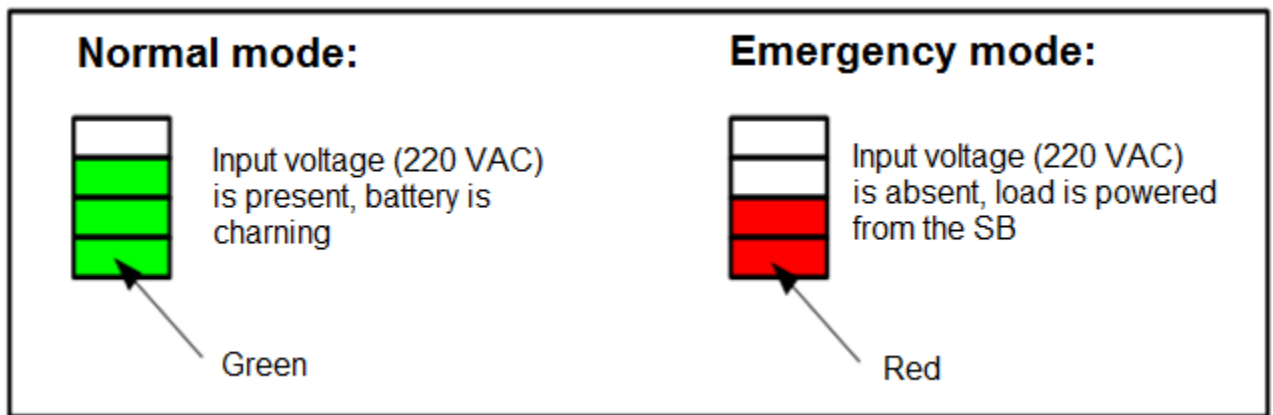 Normal mode:
Input voltage (220 VAC)
is present, battery is
charning
Green
Emergency mode:
Input voltage (220 VAC)
is absent, load is powered
from the SB
Red